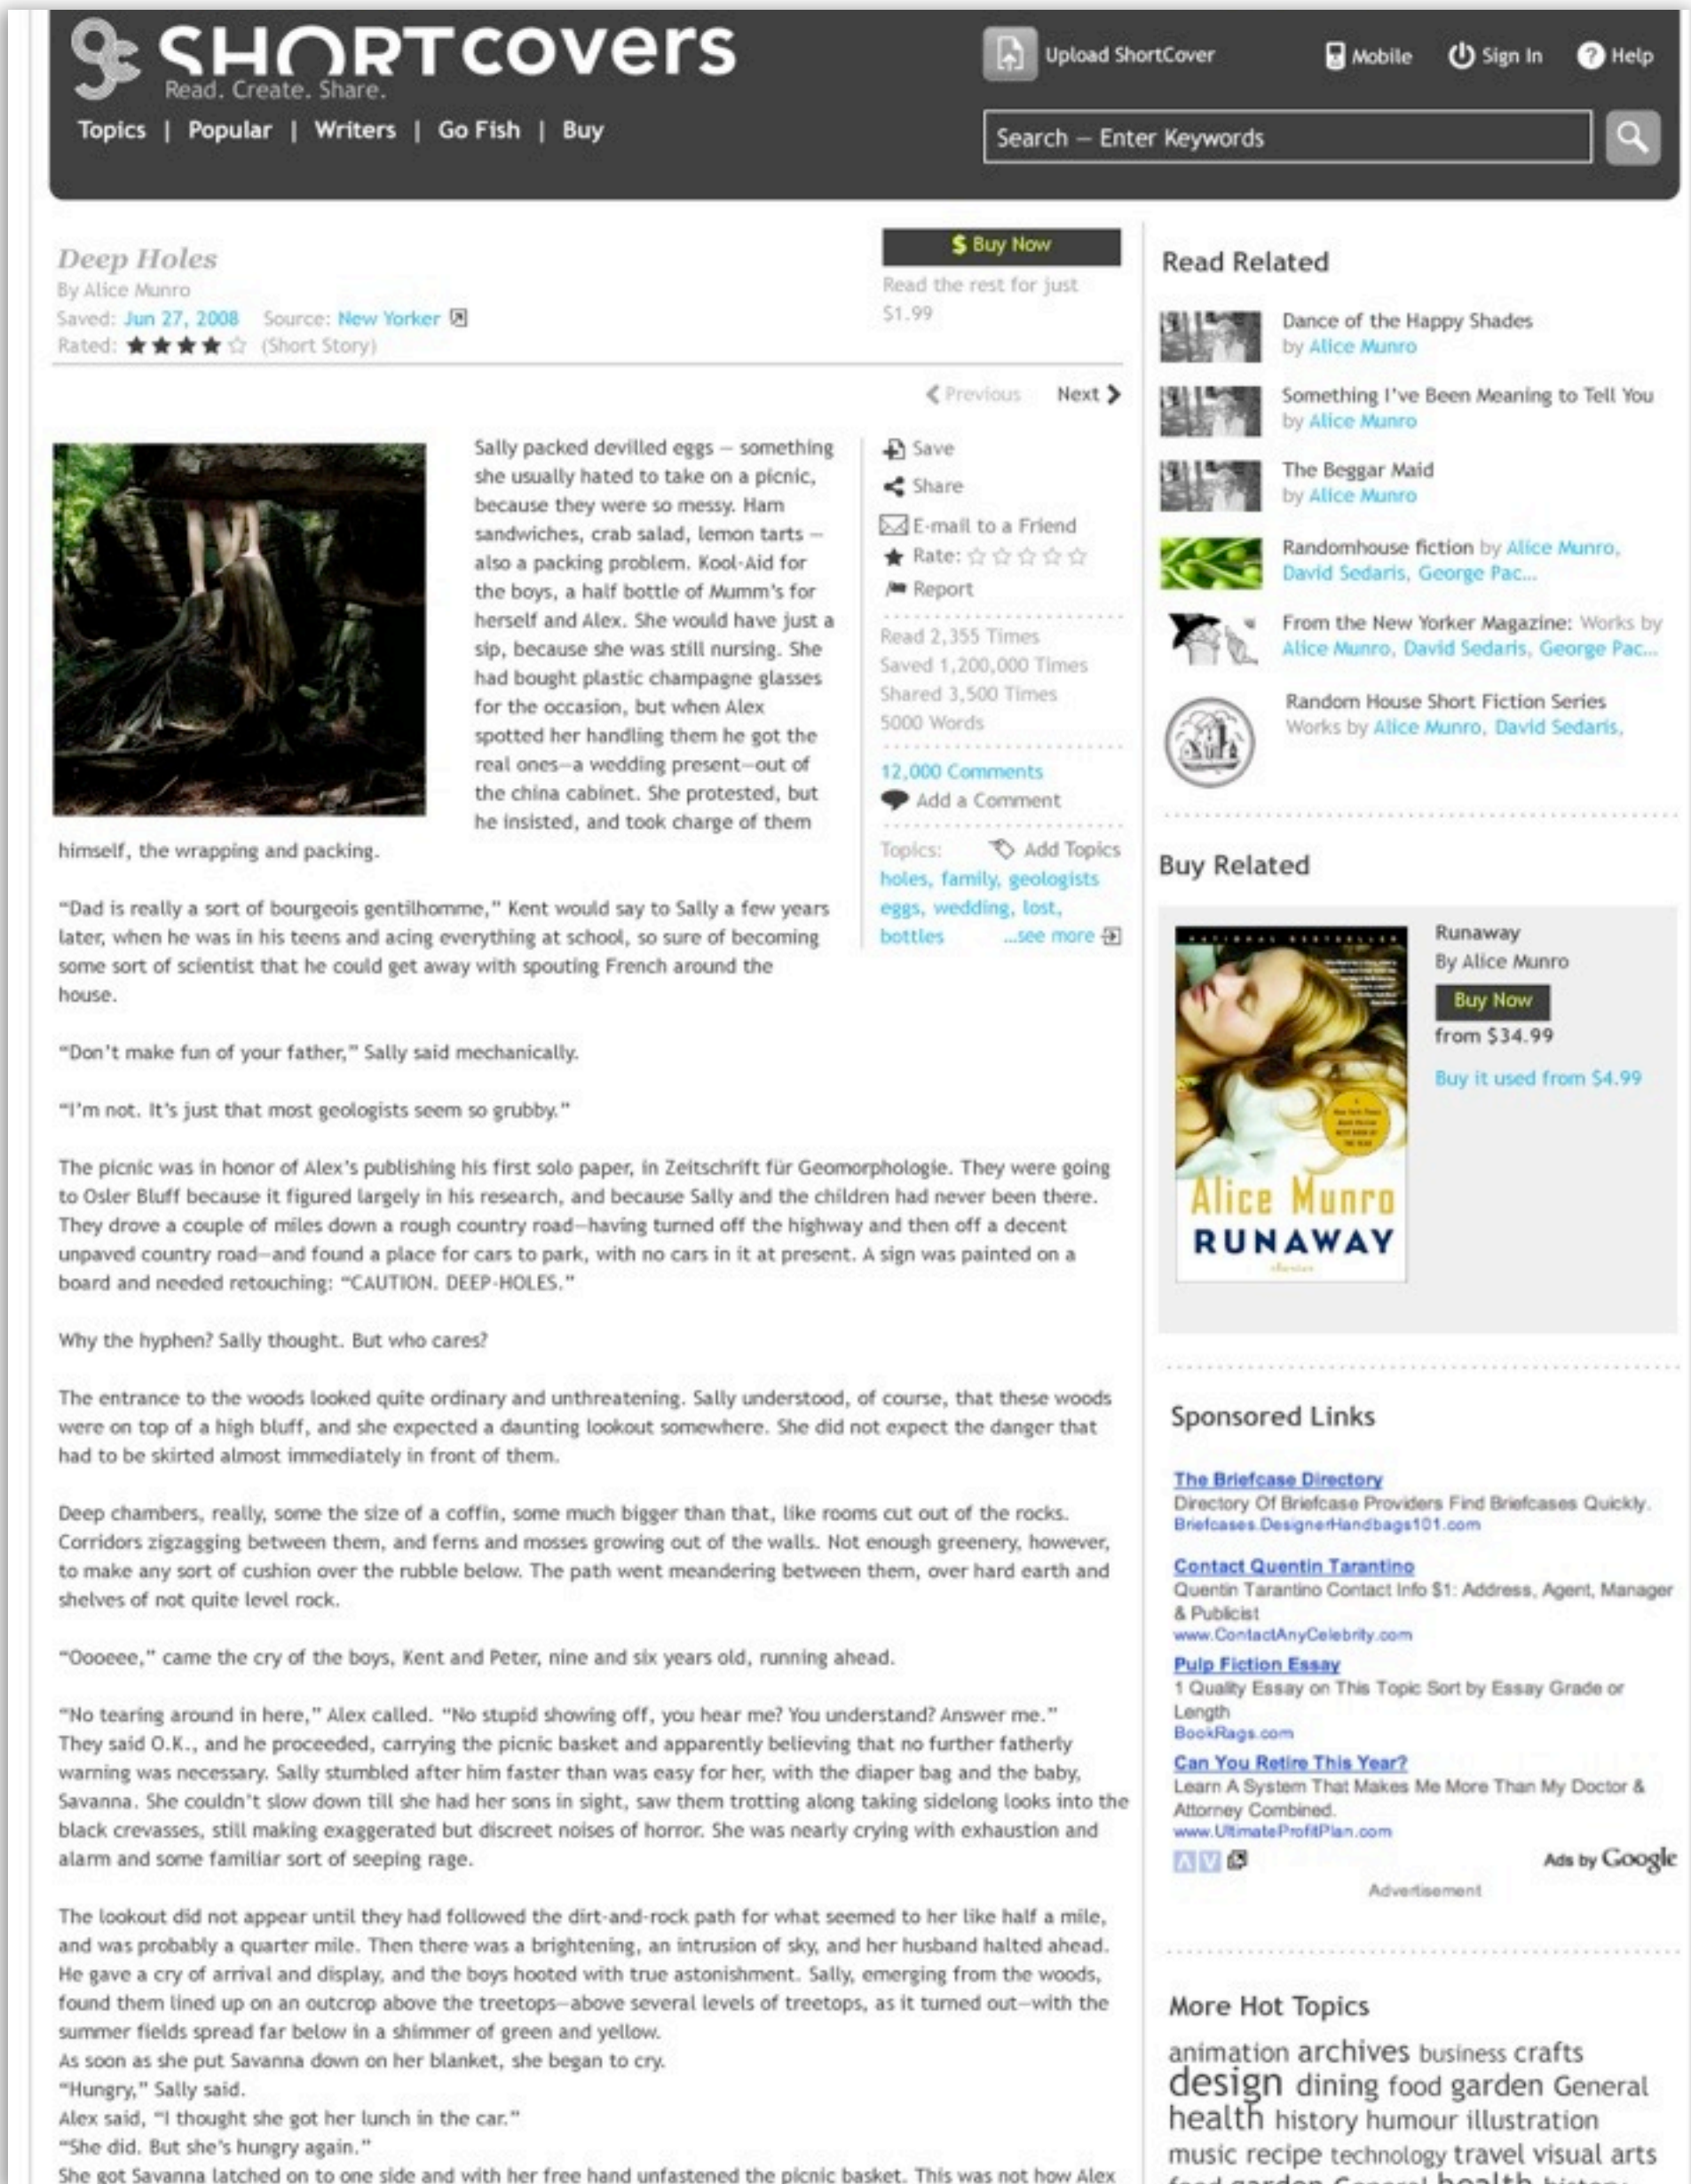 SHORTcovers
Read. Create. Share.
Topics | Popular | Writers | Go Fish | Buy
Upload ShortCover
Mobile
Sign In
? Help
Search – Enter Keywords
Deep Holes
By Alice Munro
Saved: Jun 27, 2008 Source: New Yorker
Rated: (Short Story)
$ Buy Now
Read the rest for just
$1.99
Previous Next
Sally packed devilled eggs – something
she usually hated to take on a picnic,
because they were so messy. Ham
sandwiches, crab salad, lemon tarts –
also a packing problem. Kool-Aid for
the boys, a half bottle of Mumm's for
herself and Alex. She would have just a
sip, because she was still nursing. She
had bought plastic champagne glasses
for the occasion, but when Alex
spotted her handling them he got the
real ones—a wedding present—out of
the china cabinet. She protested, but
he insisted, and took charge of them
himself, the wrapping and packing.
“Dad is really a sort of bourgeois gentilhomme,” Kent would say to Sally a few years
later, when he was in his teens and acing everything at school, so sure of becoming
some sort of scientist that he could get away with spouting French around the
house.
“Don't make fun of your father,” Sally said mechanically.
“I'm not. It's just that most geologists seem so grubby.”
The picnic was in honor of Alex's publishing his first solo paper, in Zeitschrift für Geomorphologie. They were going
to Osler Bluff because it figured largely in his research, and because Sally and the children had never been there.
They drove a couple of miles down a rough country road—having turned off the highway and then off a decent
unpaved country road—and found a place for cars to park, with no cars in it at present. A sign was painted on a
board and needed retouching: “CAUTION. DEEP-HOLES.”
Why the hyphen? Sally thought. But who cares?
The entrance to the woods looked quite ordinary and unthreatening. Sally understood, of course, that these woods
were on top of a high bluff, and she expected a daunting lookout somewhere. She did not expect the danger that
had to be skirted almost immediately in front of them.
Deep chambers, really, some the size of a coffin, some much bigger than that, like rooms cut out of the rocks.
Corridors zigzagging between them, and ferns and mosses growing out of the walls. Not enough greenery, however,
to make any sort of cushion over the rubble below. The path went meandering between them, over hard earth and
shelves of not quite level rock.
“Oooeee,” came the cry of the boys, Kent and Peter, nine and six years old, running ahead.
“No tearing around in here,” Alex called. “No stupid showing off, you hear me? You understand? Answer me.”
They said O.K., and he proceeded, carrying the picnic basket and apparently believing that no further fatherly
warning was necessary. Sally stumbled after him faster than was easy for her, with the diaper bag and the baby,
Savanna. She couldn't slow down till she had her sons in sight, saw them trotting along taking sidelong looks into the
black crevasses, still making exaggerated but discreet noises of horror. She was nearly crying with exhaustion and
alarm and some familiar sort of seeping rage.
The lookout did not appear until they had followed the dirt-and-rock path for what seemed to her like half a mile,
and was probably a quarter mile. Then there was a brightening, an intrusion of sky, and her husband halted ahead.
He gave a cry of arrival and display, and the boys hooted with true astonishment. Sally, emerging from the woods,
found them lined up on an outcrop above the treetops—above several levels of treetops, as it turned out—with the
summer fields spread far below in a shimmer of green and yellow.
As soon as she put Savanna down on her blanket, she began to cry.
“Hungry,” Sally said.
Alex said, “I thought she got her lunch in the car.”
“She did. But she's hungry again.”
She got Savanna latched on to one side and with her free hand unfastened the picnic basket. This was not how Alex
Save
Share
E-mail to a Friend
Rate:
Report
Read 2,355 Times
Saved 1,200,000 Times
Shared 3,500 Times
5000 Words
12,000 Comments
Add a Comment
Topics: Add Topics
holes, family, geologists
eggs, wedding, lost,
bottles ...see more
Read Related
Dance of the Happy Shades
by Alice Munro
Something I've Been Meaning to Tell You
by Alice Munro
The Beggar Maid
by Alice Munro
Randomhouse fiction by Alice Munro,
David Sedaris, George Pac...
From the New Yorker Magazine: Works by
Alice Munro, David Sedaris, George Pac...
Random House Short Fiction Series
Works by Alice Munro, David Sedaris,
Buy Related
NATIONAL BESTSELLER
Alice Munro
RUNAWAY
stories
Runaway
By Alice Munro
Buy Now
from $34.99
Buy it used from $4.99
Sponsored Links
The Briefcase Directory
Directory Of Briefcase Providers Find Briefcases Quickly.
Briefcases.DesignerHandbags101.com
Contact Quentin Tarantino
Quentin Tarantino Contact Info $1: Address, Agent, Manager
& Publicist
www.ContactAnyCelebrity.com
Pulp Fiction Essay
1 Quality Essay on This Topic Sort by Essay Grade or
Length
BookRags.com
Can You Retire This Year?
Learn A System That Makes Me More Than My Doctor &
Attorney Combined.
www.UltimateProfitPlan.com
Ads by Google
Advertisement
More Hot Topics
animation archives business crafts
design dining food garden General
health history humour illustration
music recipe technology travel visual arts
food garden General health history